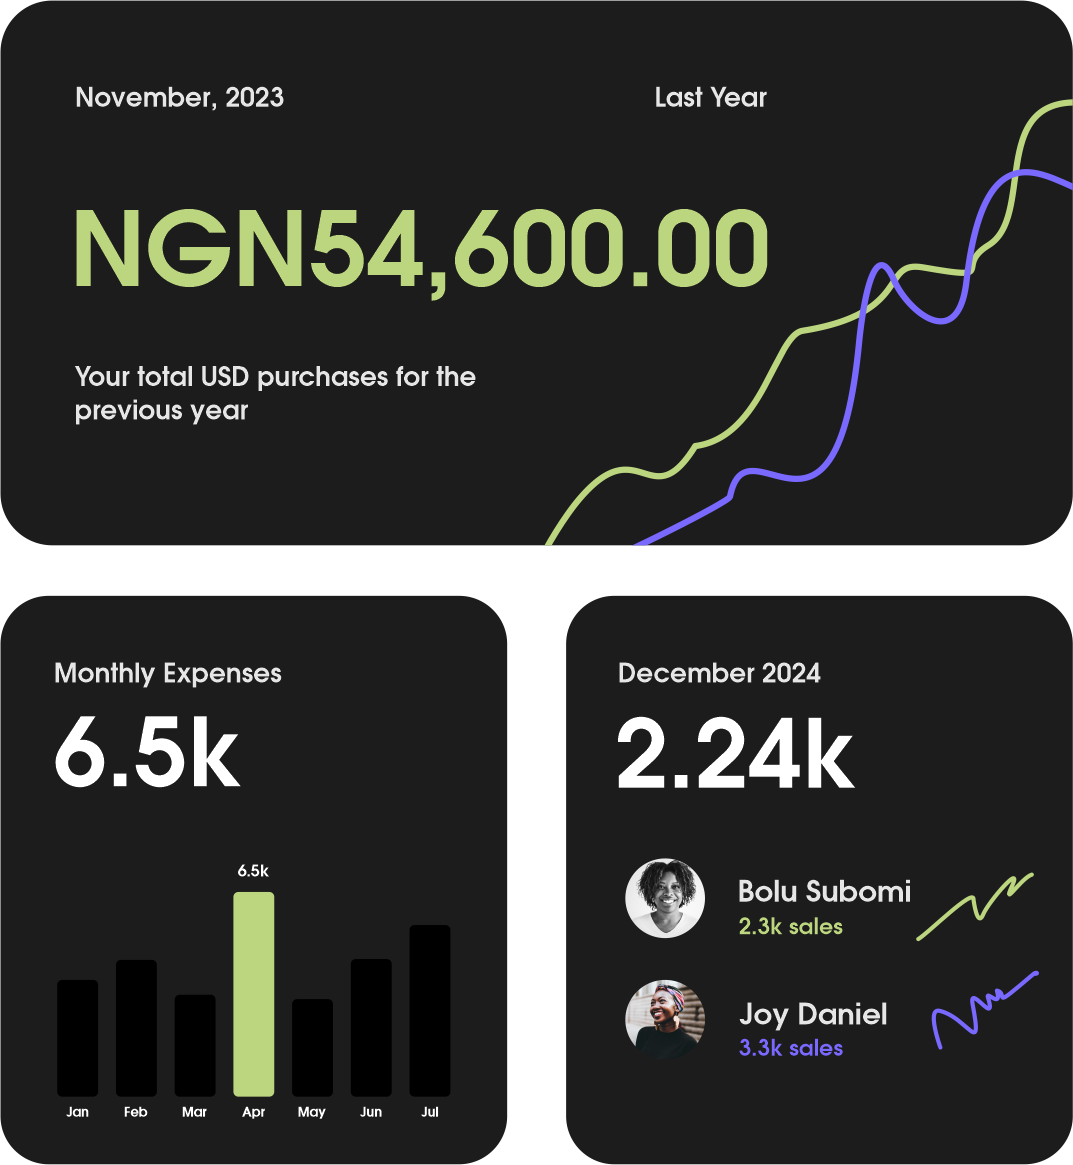 November, 2023
Last Year
NGN54,600.00
Your total USD purchases for the
previous year
Monthly Expenses
6.5k
6.5k
Jan Feb Mar Apr May Jun Jul
December 2024
2.24k
Bolu Subomi
2.3k sales
Joy Daniel
3.3k sales